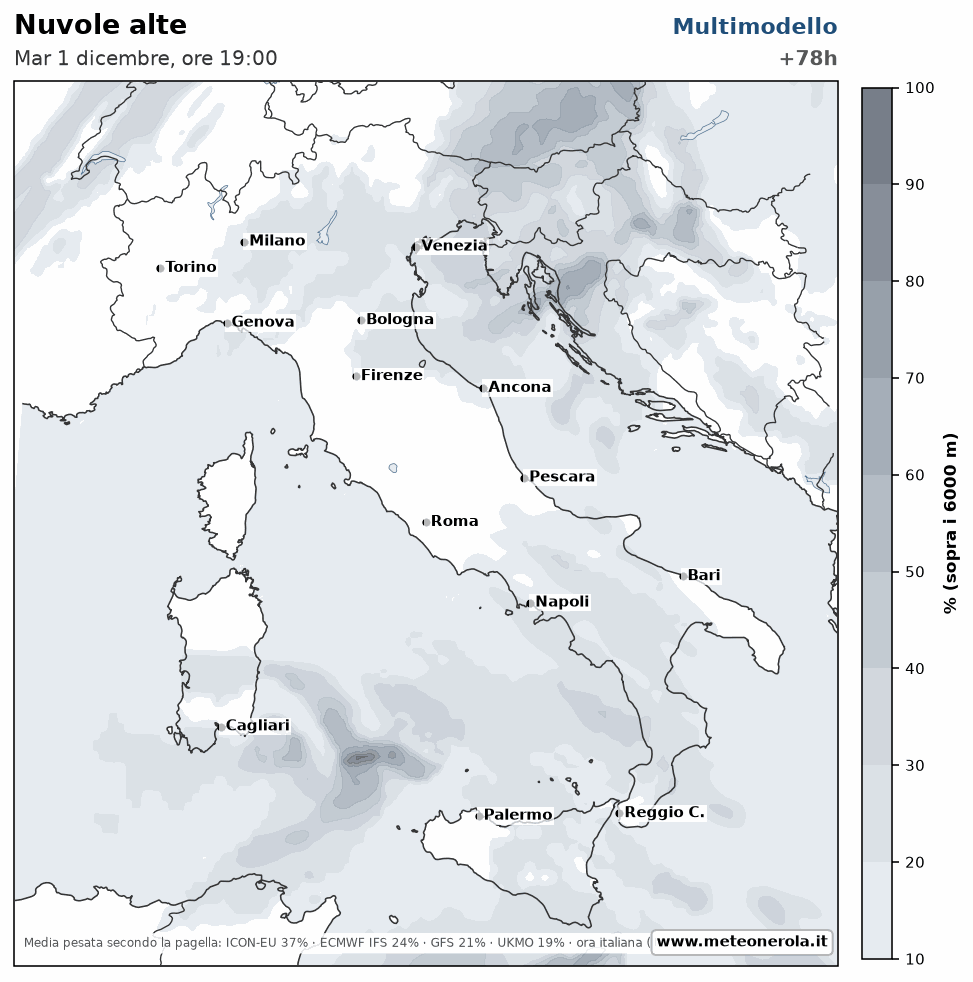 Nuvole alte
Multimodello
Mar 1 dicembre, ore 19:00
+78h
100
90
80
70
60
50
40
30
20
10
% (sopra i 6000 m)
Milano
Venezia
Torino
Genova
Bologna
Firenze
Ancona
Pescara
Roma
Bari
Napoli
Cagliari
Palermo
Reggio C.
Media pesata secondo la pagella: ICON-EU 37% · ECMWF IFS 24% · GFS 21% · UKMO 19% · ora italiana (
www.meteonerola.it